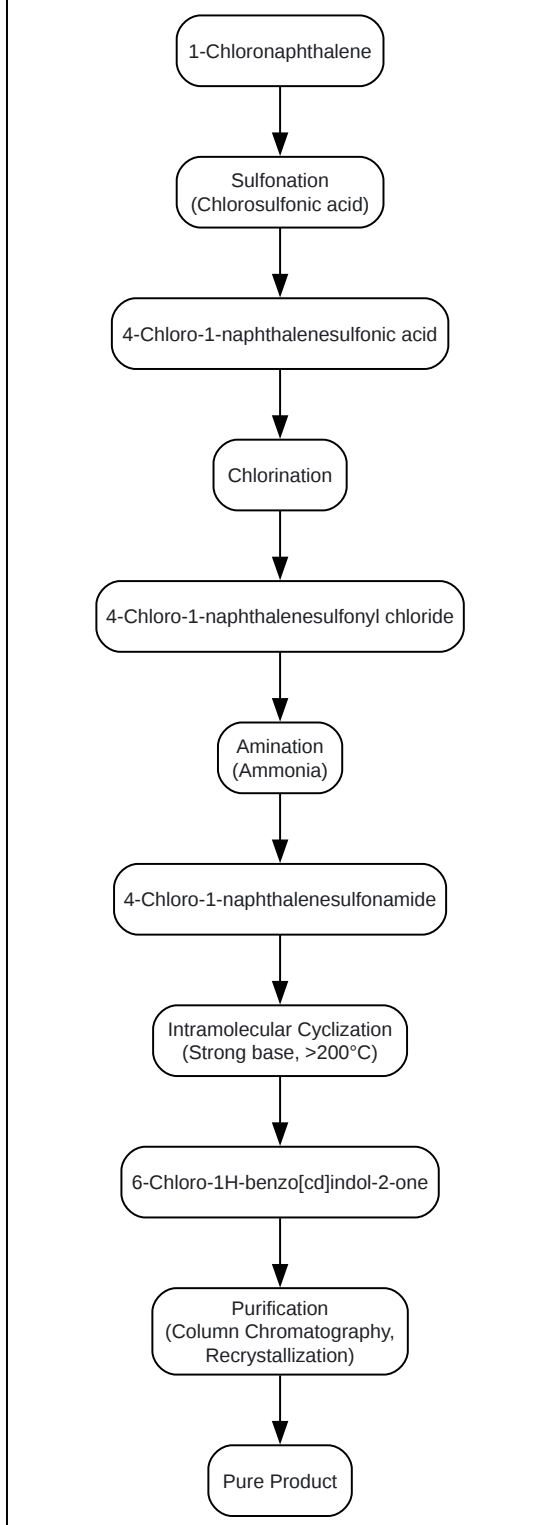 1-Chloronaphthalene
Sulfonation
(Chlorosulfonic acid)
4-Chloro-1-naphthalenesulfonic acid
Chlorination
4-Chloro-1-naphthalenesulfonyl chloride
Amination
(Ammonia)
4-Chloro-1-naphthalenesulfonamide
Intramolecular Cyclization
(Strong base, >200°C)
6-Chloro-1H-benzo[cd]indol-2-one
Purification
(Column Chromatography,
Recrystallization)
Pure Product